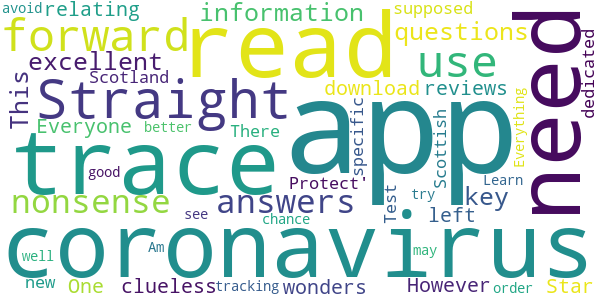 avoid relating information supposed
forward read questions need
excellent use dedicated
Scotland
This Straight download reviews
Everyone better There app specific Scottish Everything
trace good Protect Learn
nonsense see answers Test try key
chance left
coronavirus
well Am may
new One clueless tracking wonders However order Star